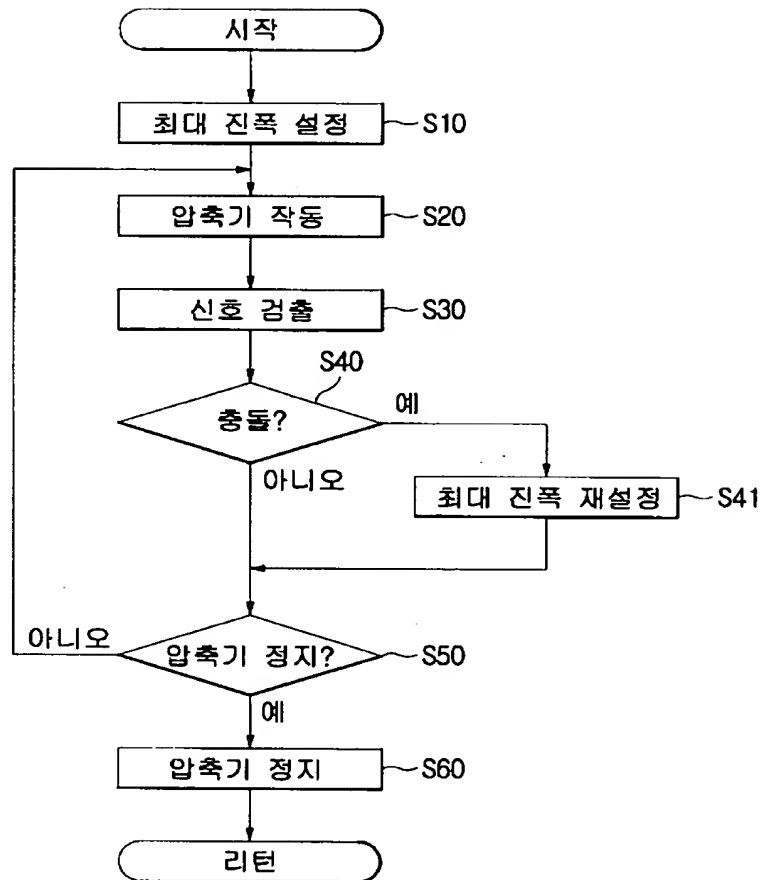 시작
최대 진폭 설정 S10
압축기 작동 S20
신호 검출 S30
S40
충돌?
예
아니오
최대 진폭 재설정 S41
아니오
압축기 정지? S50
예
압축기 정지 S60
리턴